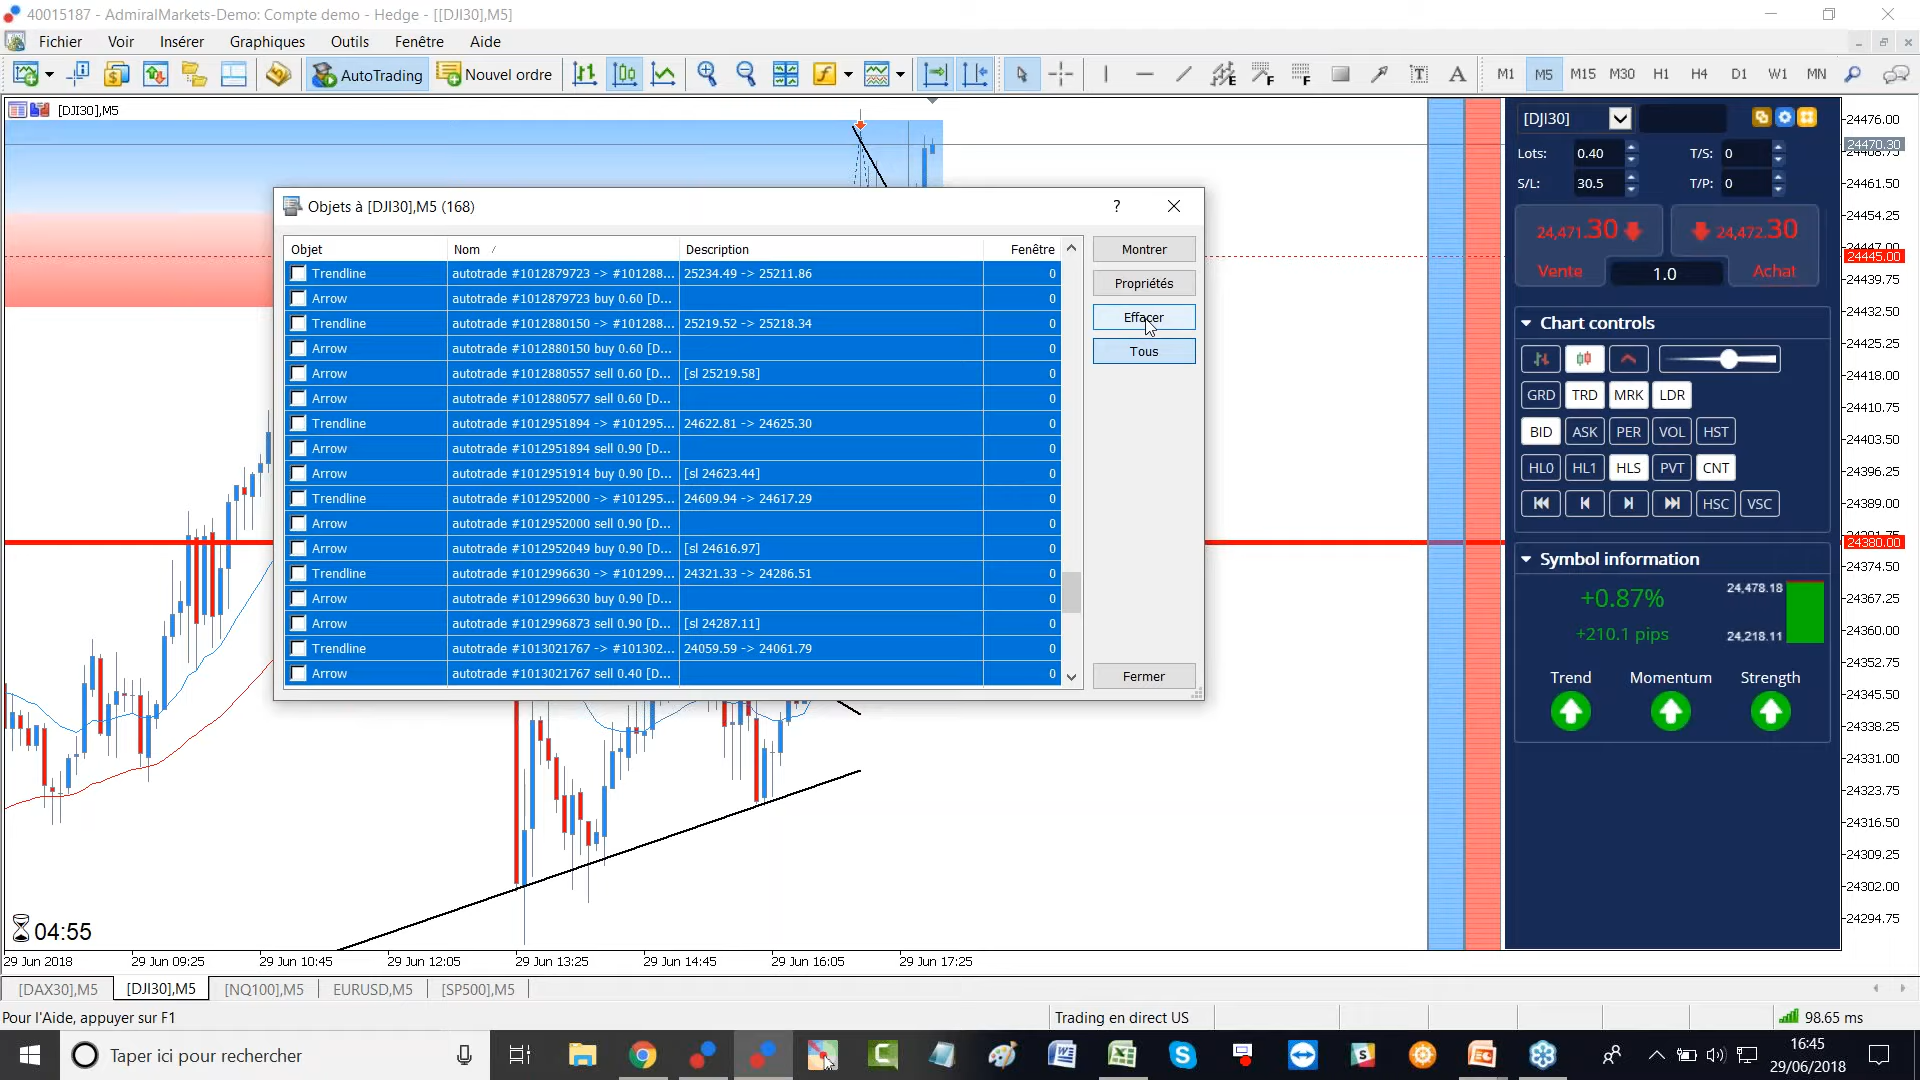 40015187 - AdmiralMarkets-Demo: Compte demo - Hedge - [[DJI30],M5]
Fichier Voir Insérer Graphiques Outils Fenêtre Aide
AutoTrading Nouvel ordre M1 M5 M15 M30 H1 H4 D1 W1 MN
[DJI30],M5
Objets à [DJI30],M5 (168)
Objet Nom Description Fenêtre
Trendline autotrade #1012879723 -> #101288... 25234.49 -> 25211.86 0
Arrow autotrade #1012879723 buy 0.60 [D... 0
Trendline autotrade #1012880150 -> #101288... 25219.52 -> 25218.34 0
Arrow autotrade #1012880150 buy 0.60 [D... 0
Arrow autotrade #1012880557 sell 0.60 [D... [sl 25219.58] 0
Arrow autotrade #1012880577 sell 0.60 [D... 0
Trendline autotrade #1012951894 -> #101295... 24622.81 -> 24625.30 0
Arrow autotrade #1012951894 sell 0.90 [D... 0
Arrow autotrade #1012951914 buy 0.90 [D... [sl 24623.44] 0
Trendline autotrade #1012952000 -> #101295... 24609.94 -> 24617.29 0
Arrow autotrade #1012952000 sell 0.90 [D... 0
Arrow autotrade #1012952049 buy 0.90 [D... [sl 24616.97] 0
Trendline autotrade #1012996630 -> #101299... 24321.33 -> 24286.51 0
Arrow autotrade #1012996630 buy 0.90 [D... 0
Arrow autotrade #1012996873 sell 0.90 [D... [sl 24287.11] 0
Trendline autotrade #1013021767 -> #101302... 24059.59 -> 24061.79 0
Arrow autotrade #1013021767 sell 0.40 [D... 0
Montrer
Propriétés
Effacer
Tous
Fermer
[DJI30]
Lots: 0.40 T/S: 0
S/L: 30.5 T/P: 0
24,471.30 24,472.30
Vente 1.0 Achat
Chart controls
GRD TRD MRK LDR
BID ASK PER VOL HST
HL0 HL1 HLS PVT CNT
HSC VSC
Symbol information
+0.87% 24,478.18
+210.1 pips 24,218.11
Trend Momentum Strength
24476.00
24470.30
24461.50
24454.25
24447.00
24445.00
24439.75
24432.50
24425.25
24418.00
24410.75
24403.50
24396.25
24389.00
24380.00
24374.50
24367.25
24360.00
24352.75
24345.50
24338.25
24331.00
24323.75
24316.50
24309.25
24302.00
24294.75
04:55
29 Jun 2018 29 Jun 09:25 29 Jun 10:45 29 Jun 12:05 29 Jun 13:25 29 Jun 14:45 29 Jun 16:05 29 Jun 17:25
[DAX30],M5 [DJI30],M5 [NQ100],M5 EURUSD,M5 [SP500],M5
Pour l'Aide, appuyer sur F1 Trading en direct US 98.65 ms
Taper ici pour rechercher
16:45
29/06/2018